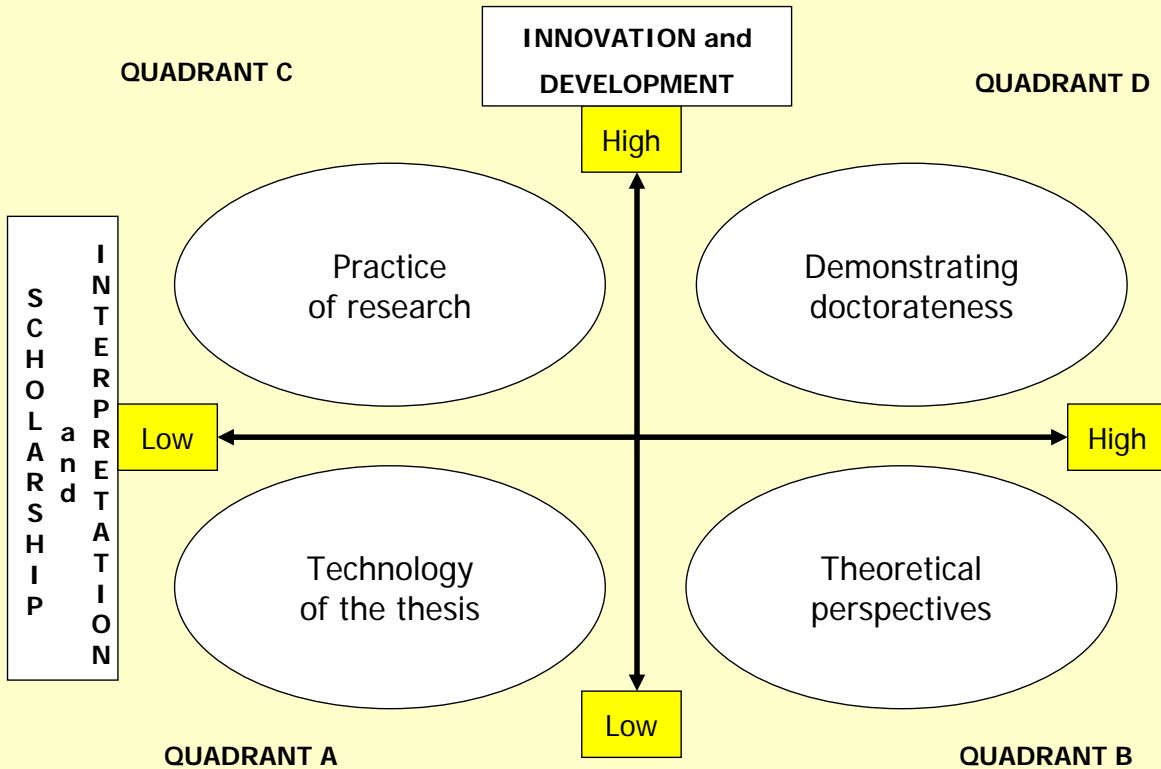 INNOVATION and
DEVELOPMENT
QUADRANT C
QUADRANT D
High
Practice
of research
Demonstrating
doctorateness
SCHOLARSHIP
and
INTERPRETATION
Low
High
Technology
of the thesis
Theoretical
perspectives
Low
QUADRANT A
QUADRANT B